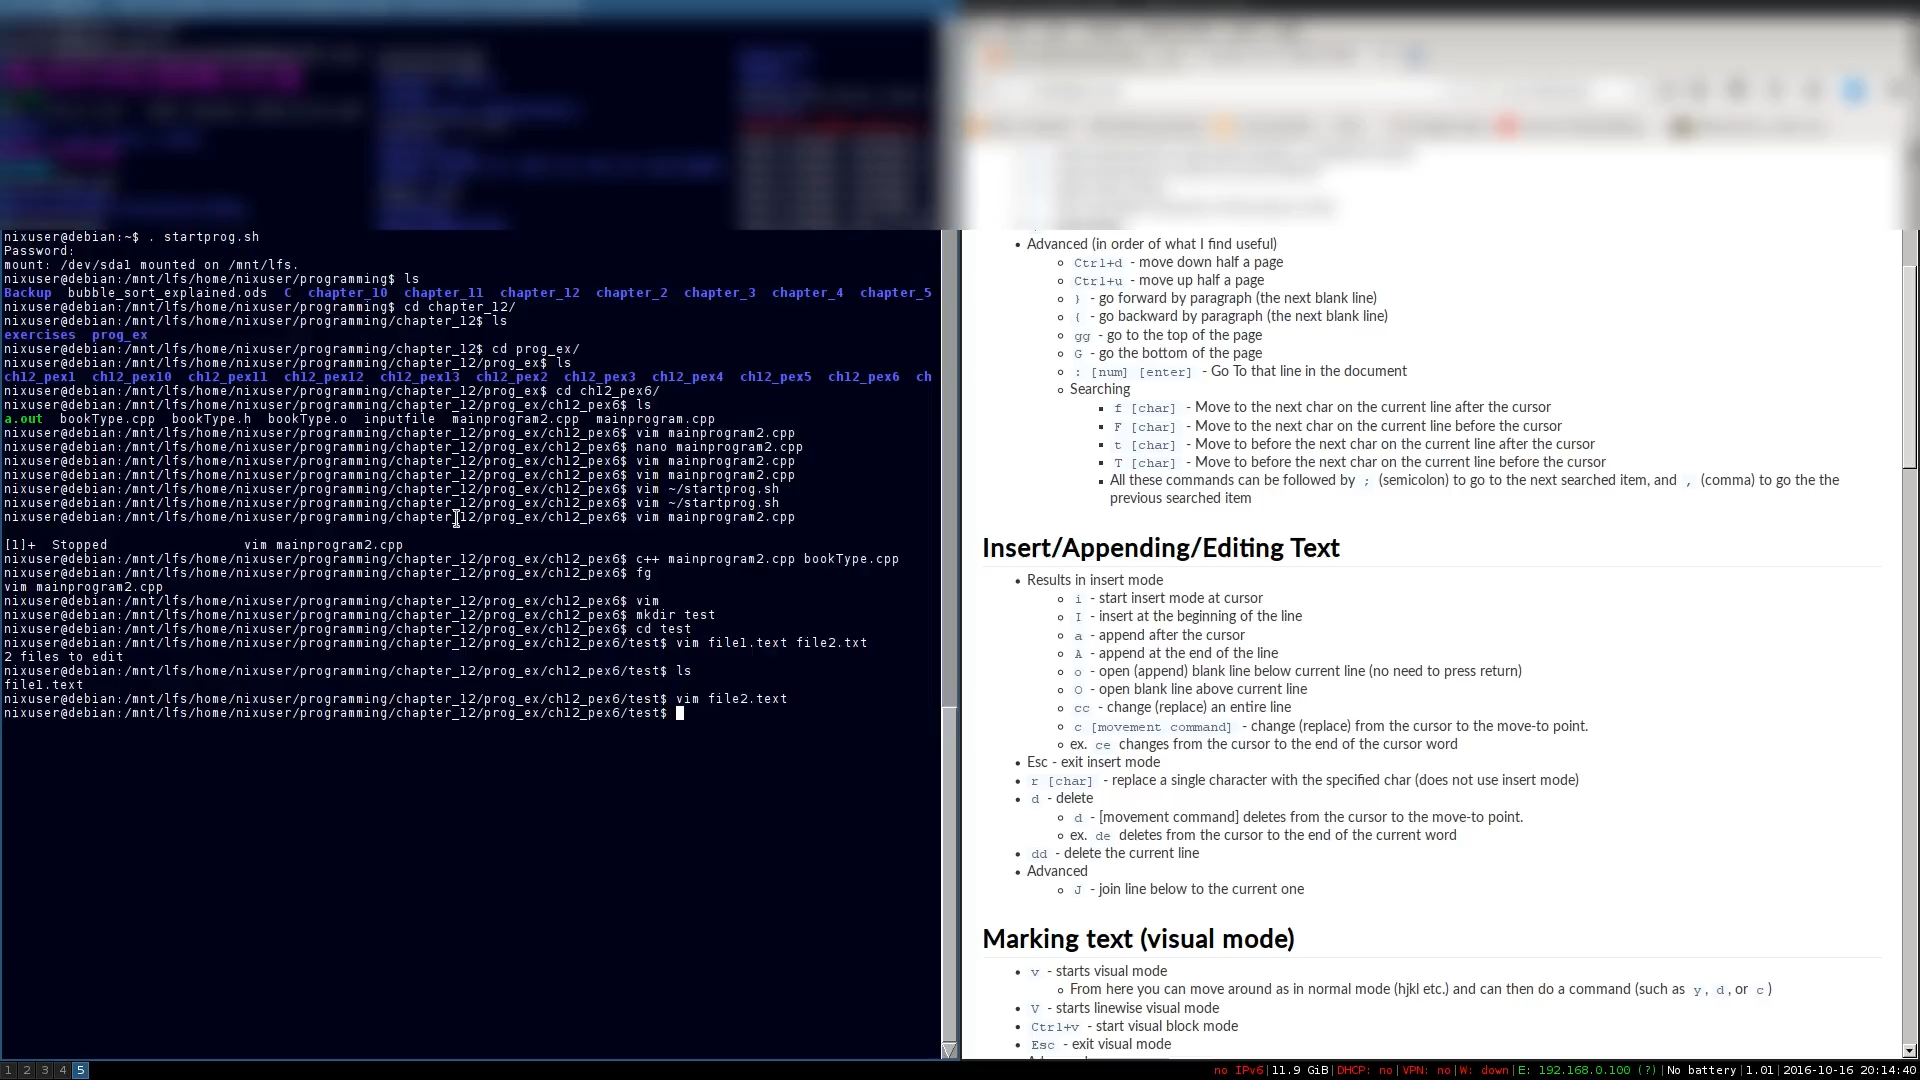 nixuser@debian:~$ . startprog.sh
Password:
mount: /dev/sda1 mounted on /mnt/lfs.
nixuser@debian:/mnt/lfs/home/nixuser/programming$ ls
Backup  bubble_sort_explained.ods  C  chapter_10  chapter_11  chapter_12  chapter_2  chapter_3  chapter_4  chapter_5
nixuser@debian:/mnt/lfs/home/nixuser/programming$ cd chapter_12/
nixuser@debian:/mnt/lfs/home/nixuser/programming/chapter_12$ ls
exercises  prog_ex
nixuser@debian:/mnt/lfs/home/nixuser/programming/chapter_12$ cd prog_ex/
nixuser@debian:/mnt/lfs/home/nixuser/programming/chapter_12/prog_ex$ ls
ch12_pex1  ch12_pex10  ch12_pex11  ch12_pex12  ch12_pex13  ch12_pex2  ch12_pex3  ch12_pex4  ch12_pex5  ch12_pex6  ch
nixuser@debian:/mnt/lfs/home/nixuser/programming/chapter_12/prog_ex$ cd ch12_pex6/
nixuser@debian:/mnt/lfs/home/nixuser/programming/chapter_12/prog_ex/ch12_pex6$ ls
a.out  bookType.cpp  bookType.h  bookType.o  inputfile  mainprogram2.cpp  mainprogram.cpp
nixuser@debian:/mnt/lfs/home/nixuser/programming/chapter_12/prog_ex/ch12_pex6$ vim mainprogram2.cpp
nixuser@debian:/mnt/lfs/home/nixuser/programming/chapter_12/prog_ex/ch12_pex6$ nano mainprogram2.cpp
nixuser@debian:/mnt/lfs/home/nixuser/programming/chapter_12/prog_ex/ch12_pex6$ vim mainprogram2.cpp
nixuser@debian:/mnt/lfs/home/nixuser/programming/chapter_12/prog_ex/ch12_pex6$ vim mainprogram2.cpp
nixuser@debian:/mnt/lfs/home/nixuser/programming/chapter_12/prog_ex/ch12_pex6$ vim ~/startprog.sh
nixuser@debian:/mnt/lfs/home/nixuser/programming/chapter_12/prog_ex/ch12_pex6$ vim ~/startprog.sh
nixuser@debian:/mnt/lfs/home/nixuser/programming/chapter_12/prog_ex/ch12_pex6$ vim mainprogram2.cpp
[1]+  Stopped                 vim mainprogram2.cpp
nixuser@debian:/mnt/lfs/home/nixuser/programming/chapter_12/prog_ex/ch12_pex6$ c++ mainprogram2.cpp bookType.cpp
nixuser@debian:/mnt/lfs/home/nixuser/programming/chapter_12/prog_ex/ch12_pex6$ fg
vim mainprogram2.cpp
nixuser@debian:/mnt/lfs/home/nixuser/programming/chapter_12/prog_ex/ch12_pex6$ vim
nixuser@debian:/mnt/lfs/home/nixuser/programming/chapter_12/prog_ex/ch12_pex6$ mkdir test
nixuser@debian:/mnt/lfs/home/nixuser/programming/chapter_12/prog_ex/ch12_pex6$ cd test
nixuser@debian:/mnt/lfs/home/nixuser/programming/chapter_12/prog_ex/ch12_pex6/test$ vim file1.text file2.txt
2 files to edit
nixuser@debian:/mnt/lfs/home/nixuser/programming/chapter_12/prog_ex/ch12_pex6/test$ ls
file1.text
nixuser@debian:/mnt/lfs/home/nixuser/programming/chapter_12/prog_ex/ch12_pex6/test$ vim file2.text
nixuser@debian:/mnt/lfs/home/nixuser/programming/chapter_12/prog_ex/ch12_pex6/test$
• Advanced (in order of what I find useful)
◦ Ctrl+d - move down half a page
◦ Ctrl+u - move up half a page
◦ } - go forward by paragraph (the next blank line)
◦ { - go backward by paragraph (the next blank line)
◦ gg - go to the top of the page
◦ G - go the bottom of the page
◦ : [num] [enter] - Go To that line in the document
◦ Searching
▪ f [char] - Move to the next char on the current line after the cursor
▪ F [char] - Move to the next char on the current line before the cursor
▪ t [char] - Move to before the next char on the current line after the cursor
▪ T [char] - Move to before the next char on the current line before the cursor
▪ All these commands can be followed by ; (semicolon) to go to the next searched item, and , (comma) to go the the
previous searched item
Insert/Appending/Editing Text
• Results in insert mode
◦ i - start insert mode at cursor
◦ I - insert at the beginning of the line
◦ a - append after the cursor
◦ A - append at the end of the line
◦ o - open (append) blank line below current line (no need to press return)
◦ O - open blank line above current line
◦ cc - change (replace) an entire line
◦ c [movement command] - change (replace) from the cursor to the move-to point.
◦ ex. ce changes from the cursor to the end of the cursor word
• Esc - exit insert mode
• r [char] - replace a single character with the specified char (does not use insert mode)
• d - delete
◦ d - [movement command] deletes from the cursor to the move-to point.
◦ ex. de deletes from the cursor to the end of the current word
• dd - delete the current line
• Advanced
◦ J - join line below to the current one
Marking text (visual mode)
• v - starts visual mode
◦ From here you can move around as in normal mode (hjkl etc.) and can then do a command (such as y, d, or c)
• V - starts linewise visual mode
• Ctrl+v - start visual block mode
• Esc - exit visual mode
1 2 3 4 5
no IPv6|11.9 GiB|DHCP: no|VPN: no|W: down|E: 192.168.0.100 (?)|No battery|1.01|2016-10-16 20:14:40